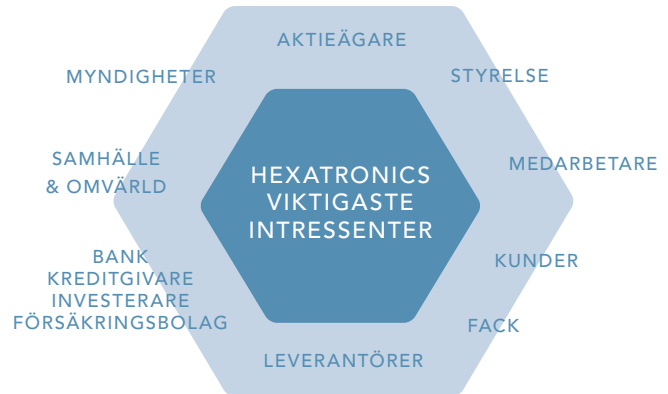 AKTIEÄGARE
MYNDIGHETER
STYRELSE
SAMHÄLLE
& OMVÄRLD
MEDARBETARE
HEXATRONICS
VIKTIGASTE
INTRESSENTER
BANK
KREDITGIVARE
INVESTERARE
FÖRSÄKRINGSBOLAG
KUNDER
FACK
LEVERANTÖRER